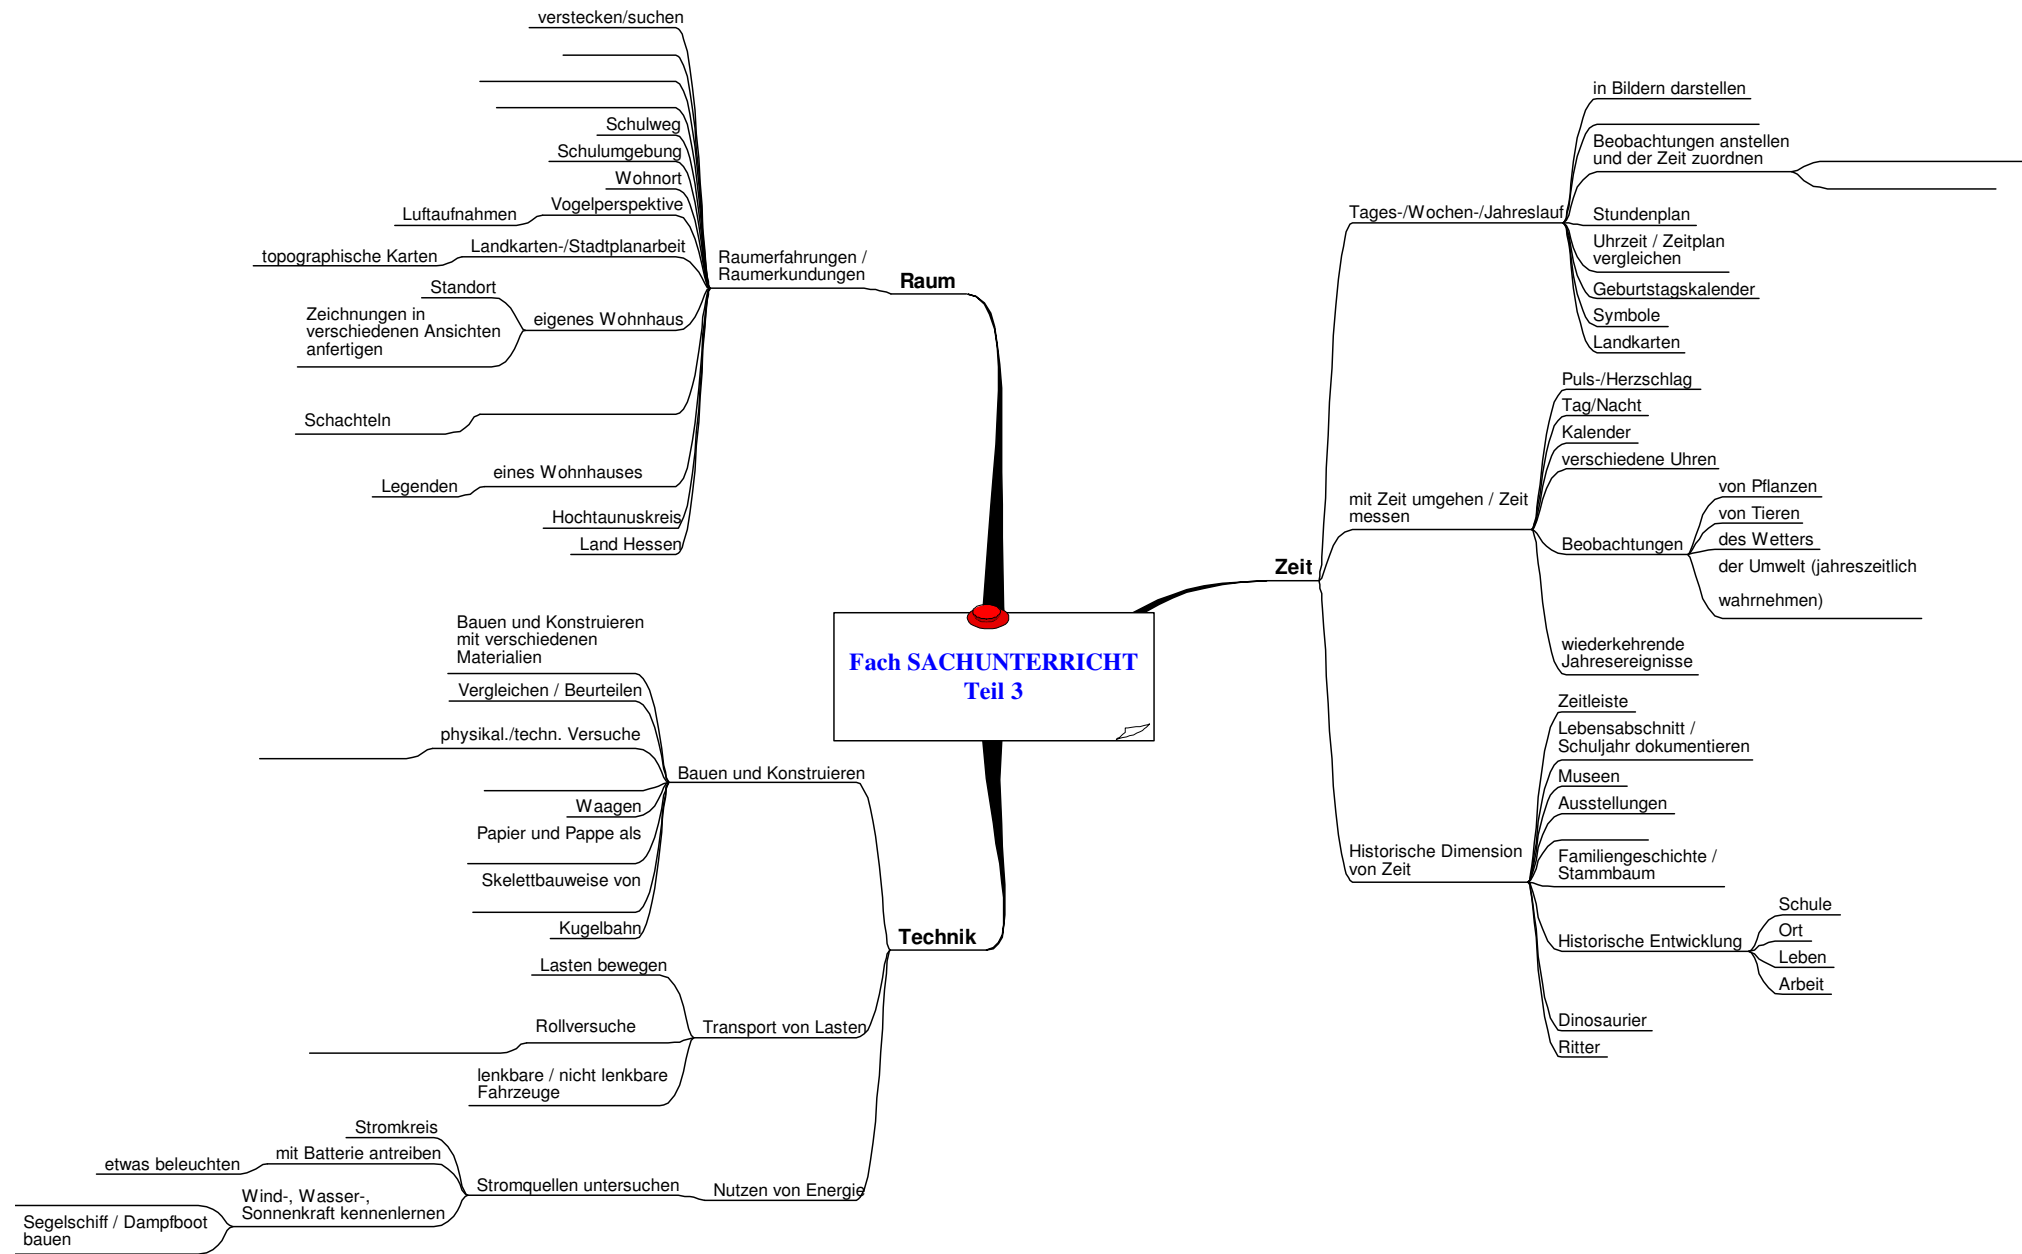 verstecken/suchen
Schulweg
Schulumgebung
Wohnort
Vogelperspektive
Luftaufnahmen
Landkarten-/Stadtplanarbeit
topographische Karten
Raumerfahrungen /
Raumerkundungen
Raum
Standort
Zeichnungen in
verschiedenen Ansichten
anfertigen
eigenes Wohnhaus
Schachteln
eines Wohnhauses
Legenden
Hochtaunuskreis
Land Hessen
in Bildern darstellen
Beobachtungen anstellen
und der Zeit zuordnen
Tages-/Wochen-/Jahreslauf
Stundenplan
Uhrzeit / Zeitplan
vergleichen
Geburtstagskalender
Symbole
Landkarten
Puls-/Herzschlag
Tag/Nacht
Kalender
verschiedene Uhren
mit Zeit umgehen / Zeit
messen
von Pflanzen
von Tieren
des Wetters
Beobachtungen
der Umwelt (jahreszeitlich
wahrnehmen)
Zeit
wiederkehrende
Jahresereignisse
Fach SACHUNTERRICHT
Teil 3
Zeitleiste
Lebensabschnitt /
Schuljahr dokumentieren
Museen
Ausstellungen
Historische Dimension
von Zeit
Familiengeschichte /
Stammbaum
Schule
Ort
Historische Entwicklung
Leben
Arbeit
Dinosaurier
Ritter
Bauen und Konstruieren
mit verschiedenen
Materialien
Vergleichen / Beurteilen
physikal./techn. Versuche
Bauen und Konstruieren
Waagen
Papier und Pappe als
Skelettbauweise von
Kugelbahn
Technik
Lasten bewegen
Rollversuche
Transport von Lasten
lenkbare / nicht lenkbare
Fahrzeuge
Stromkreis
mit Batterie antreiben
etwas beleuchten
Stromquellen untersuchen
Nutzen von Energie
Wind-, Wasser-,
Sonnenkraft kennenlernen
Segelschiff / Dampfboot
bauen